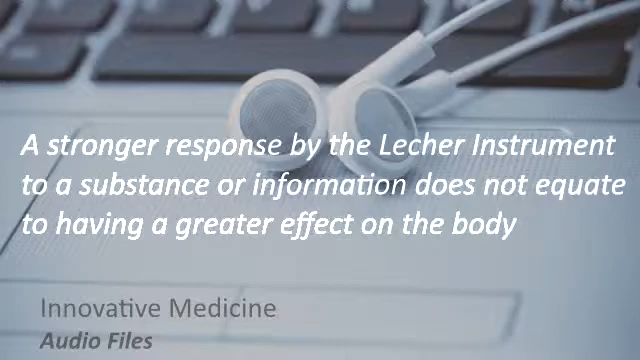 A stronger response by the Lecher Instrument
to a substance or information does not equate
to having a greater effect on the body
Innovative Medicine
Audio Files